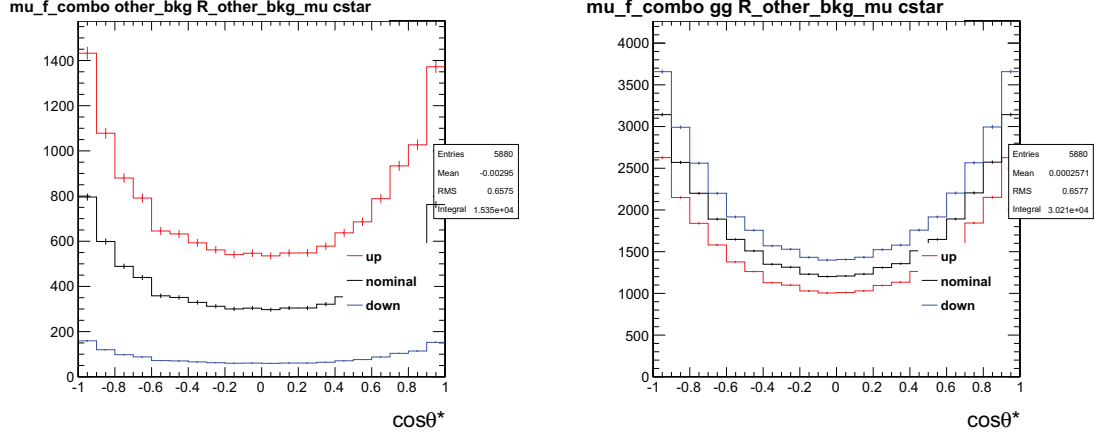 mu_f_combo other_bkg R_other_bkg_mu cstar
1400
1200
1000
800
600
400
200
0
-1 -0.8 -0.6 -0.4 -0.2 0 0.2 0.4 0.6 0.8 1
cosθ*
Entries 5880
Mean -0.00295
RMS 0.6575
Integral 1.535e+04
up
nominal
down
mu_f_combo gg R_other_bkg_mu cstar
4000
3500
3000
2500
2000
1500
1000
500
0
-1 -0.8 -0.6 -0.4 -0.2 0 0.2 0.4 0.6 0.8 1
cosθ*
Entries 5880
Mean 0.0002571
RMS 0.6577
Integral 3.021e+04
up
nominal
down